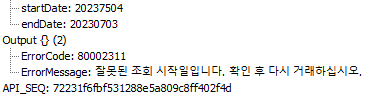 startDate: 20237504
endDate: 20230703
Output {} (2)
ErrorCode: 80002311
ErrorMessage: 잘못된 조회 시작일입니다. 확인 후 다시 거래하십시오.
API_SEQ: 72231f6fbf531288e5a809c8ff402f4d